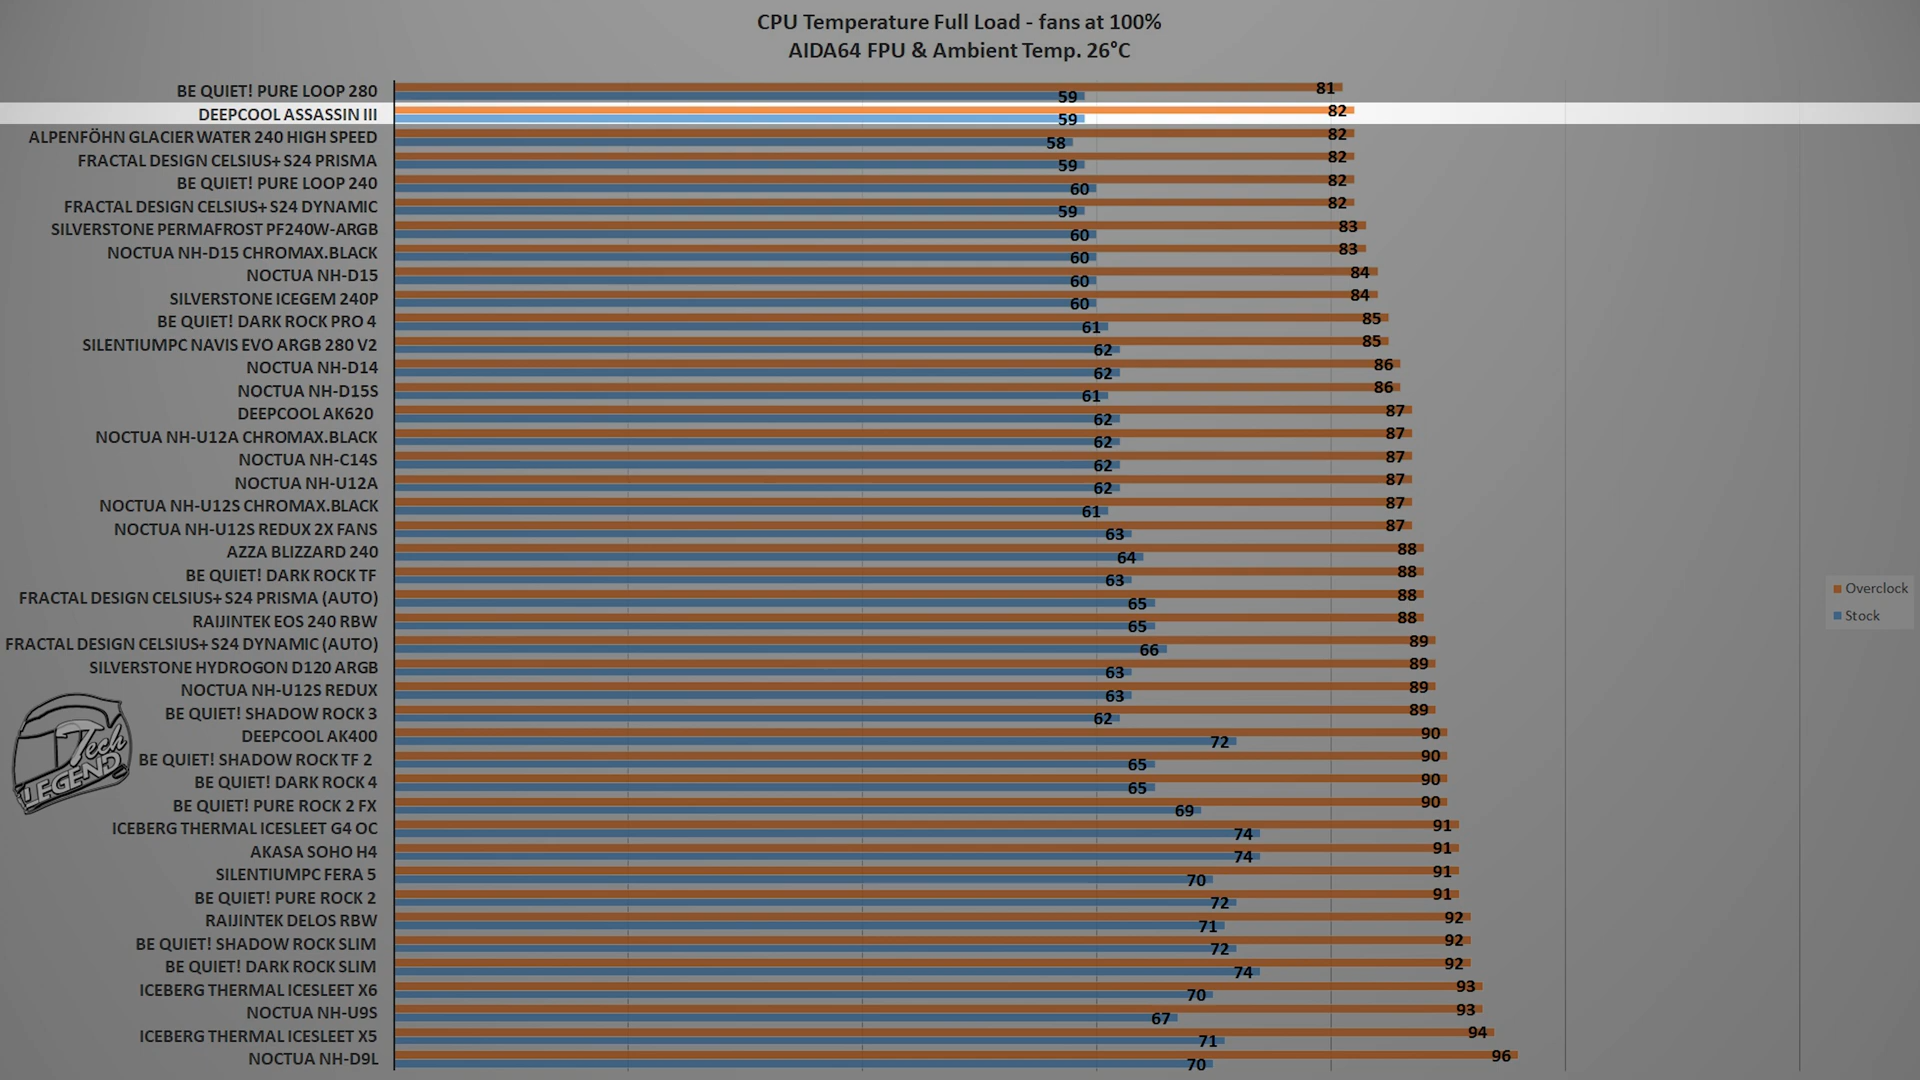 CPU Temperature Full Load - fans at 100%
AIDA64 FPU & Ambient Temp. 26°C
BE QUIET! PURE LOOP 280 81 59
DEEPCOOL ASSASSIN III 82 59
ALPENFÖHN GLACIER WATER 240 HIGH SPEED 82 58
FRACTAL DESIGN CELSIUS+ S24 PRISMA 82 59
BE QUIET! PURE LOOP 240 82 60
FRACTAL DESIGN CELSIUS+ S24 DYNAMIC 82 59
SILVERSTONE PERMAFROST PF240W-ARGB 83 60
NOCTUA NH-D15 CHROMAX.BLACK 83 60
NOCTUA NH-D15 84 60
SILVERSTONE ICEGEM 240P 84 60
BE QUIET! DARK ROCK PRO 4 85 61
SILENTIUMPC NAVIS EVO ARGB 280 V2 85 62
NOCTUA NH-D14 86 62
NOCTUA NH-D15S 86 61
DEEPCOOL AK620 87 62
NOCTUA NH-U12A CHROMAX.BLACK 87 62
NOCTUA NH-C14S 87 62
NOCTUA NH-U12A 87 62
NOCTUA NH-U12S CHROMAX.BLACK 87 61
NOCTUA NH-U12S REDUX 2X FANS 87 63
AZZA BLIZZARD 240 88 64
BE QUIET! DARK ROCK TF 88 63
FRACTAL DESIGN CELSIUS+ S24 PRISMA (AUTO) 88 65
RAIJINTEK EOS 240 RBW 88 65
FRACTAL DESIGN CELSIUS+ S24 DYNAMIC (AUTO) 89 66
SILVERSTONE HYDROGON D120 ARGB 89 63
NOCTUA NH-U12S REDUX 89 63
BE QUIET! SHADOW ROCK 3 89 62
DEEPCOOL AK400 90 72
BE QUIET! SHADOW ROCK TF 2 90 65
BE QUIET! DARK ROCK 4 90 65
BE QUIET! PURE ROCK 2 FX 90 69
ICEBERG THERMAL ICESLEET G4 OC 91 74
AKASA SOHO H4 91 74
SILENTIUMPC FERA 5 91 70
BE QUIET! PURE ROCK 2 91 72
RAIJINTEK DELOS RBW 92 71
BE QUIET! SHADOW ROCK SLIM 92 72
BE QUIET! DARK ROCK SLIM 92 74
ICEBERG THERMAL ICESLEET X6 93 70
NOCTUA NH-U9S 93 67
ICEBERG THERMAL ICESLEET X5 94 71
NOCTUA NH-D9L 96 70
Overclock
Stock
Tech
LEGEND